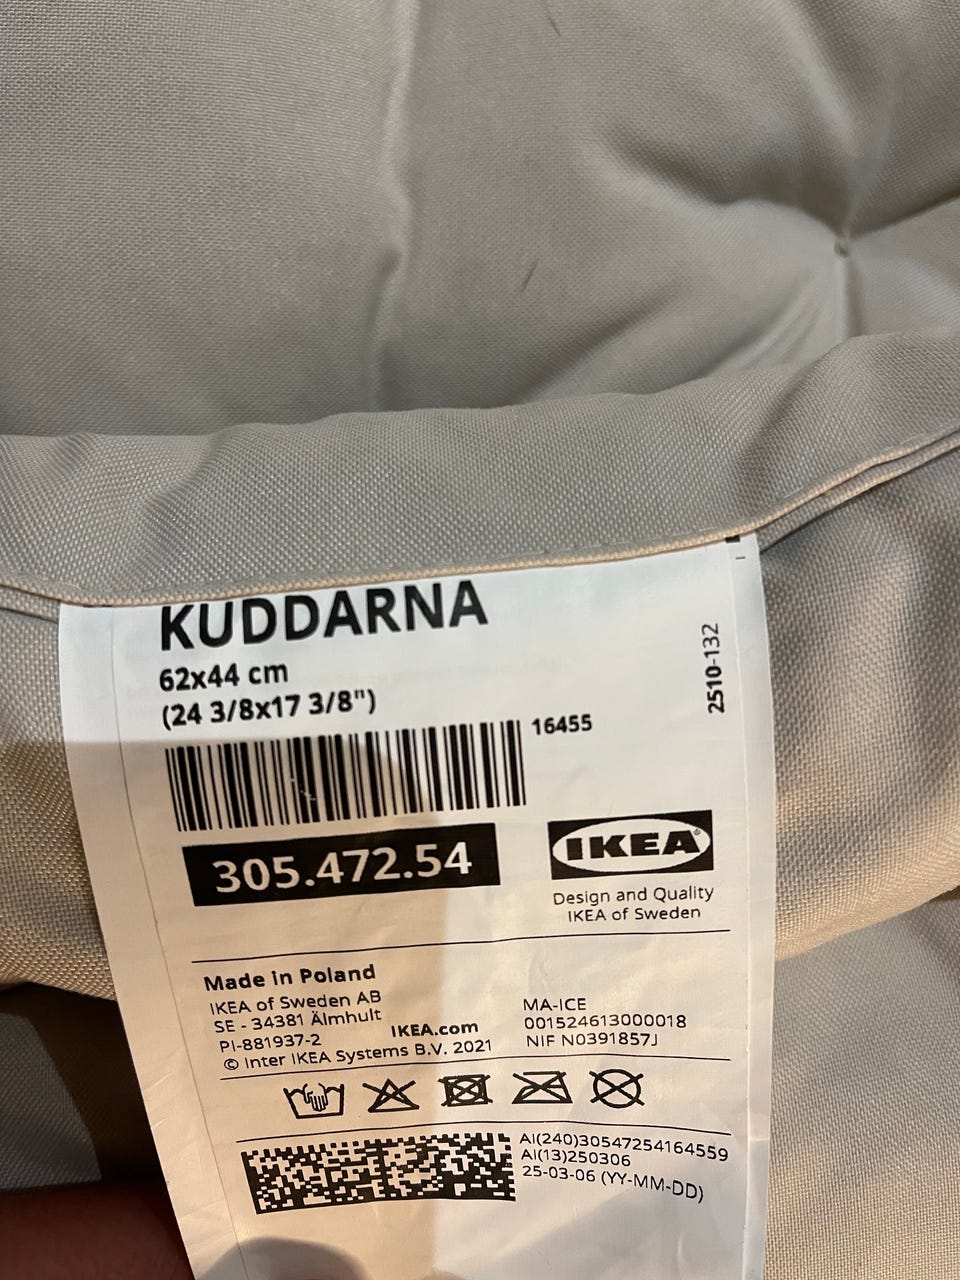 KUDDARNA
62x44 cm
(24 3/8x17 3/8")
16455
2510-132
305.472.54
IKEA
Design and Quality
IKEA of Sweden
Made in Poland
IKEA of Sweden AB
SE - 34381 Älmhult
PI-881937-2
IKEA.com
© Inter IKEA Systems B.V. 2021
MA-ICE
001524613000018
NIF N0391857J
AI(240)30547254164559
AI(13)250306
25-03-06 (YY-MM-DD)